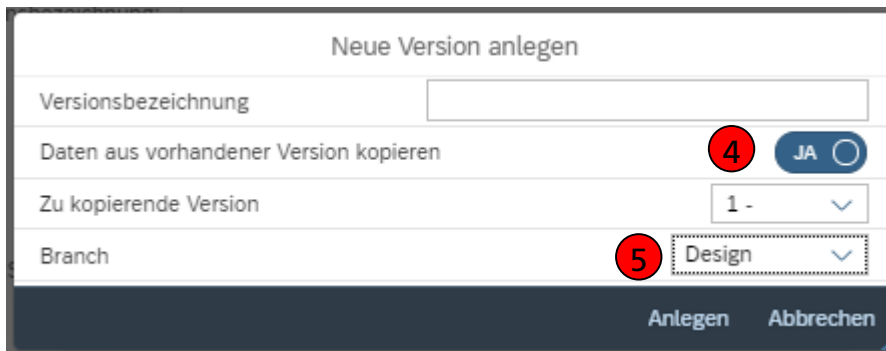 Neue Version anlegen
Versionsbezeichnung
Daten aus vorhandener Version kopieren 4 JA
Zu kopierende Version 1 -
Branch 5 Design
Anlegen Abbrechen